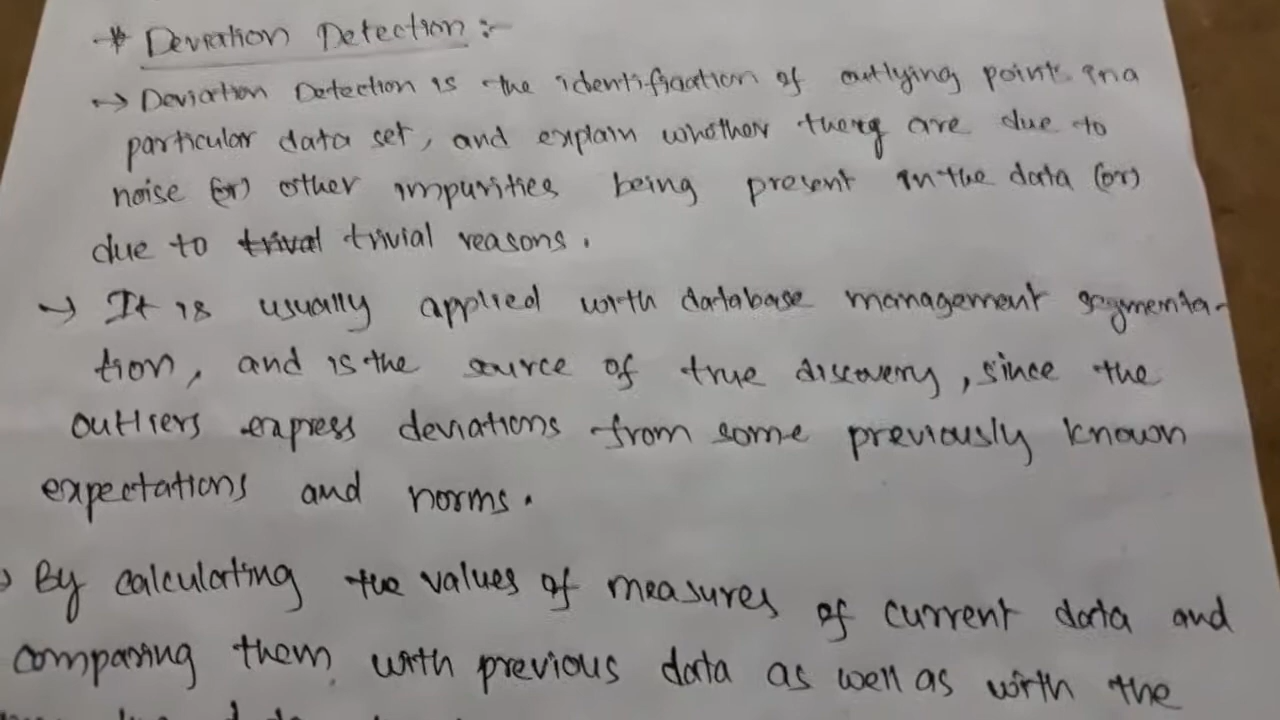 * Deviation Detection :-
→ Deviation Detection is the identification of outlying points in a
particular data set, and explain whether they are due to
noise (or) other impurities being present in the data (or)
due to trival trivial reasons.
→ It is usually applied with database management segmenta-
tion, and is the source of true discovery, since the
outliers express deviations from some previously known
expectations and norms.
→ By calculating the values of measures of current data and
comparing them with previous data as well as with the